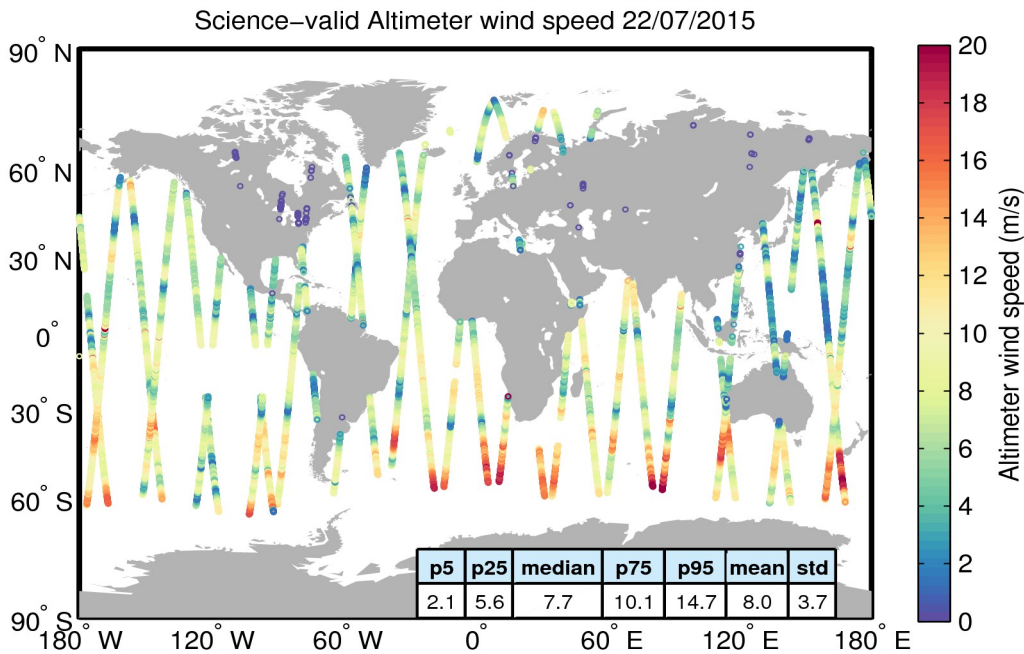 Science−valid Altimeter wind speed 22/07/2015
90° N
60° N
30° N
0°
30° S
60° S
90° S
180° W
120° W
60° W
0°
60° E
120° E
180° E
p5 p25 median p75 p95 mean std
2.1 5.6 7.7 10.1 14.7 8.0 3.7
20
18
16
14
12
10
8
6
4
2
0
Altimeter wind speed (m/s)